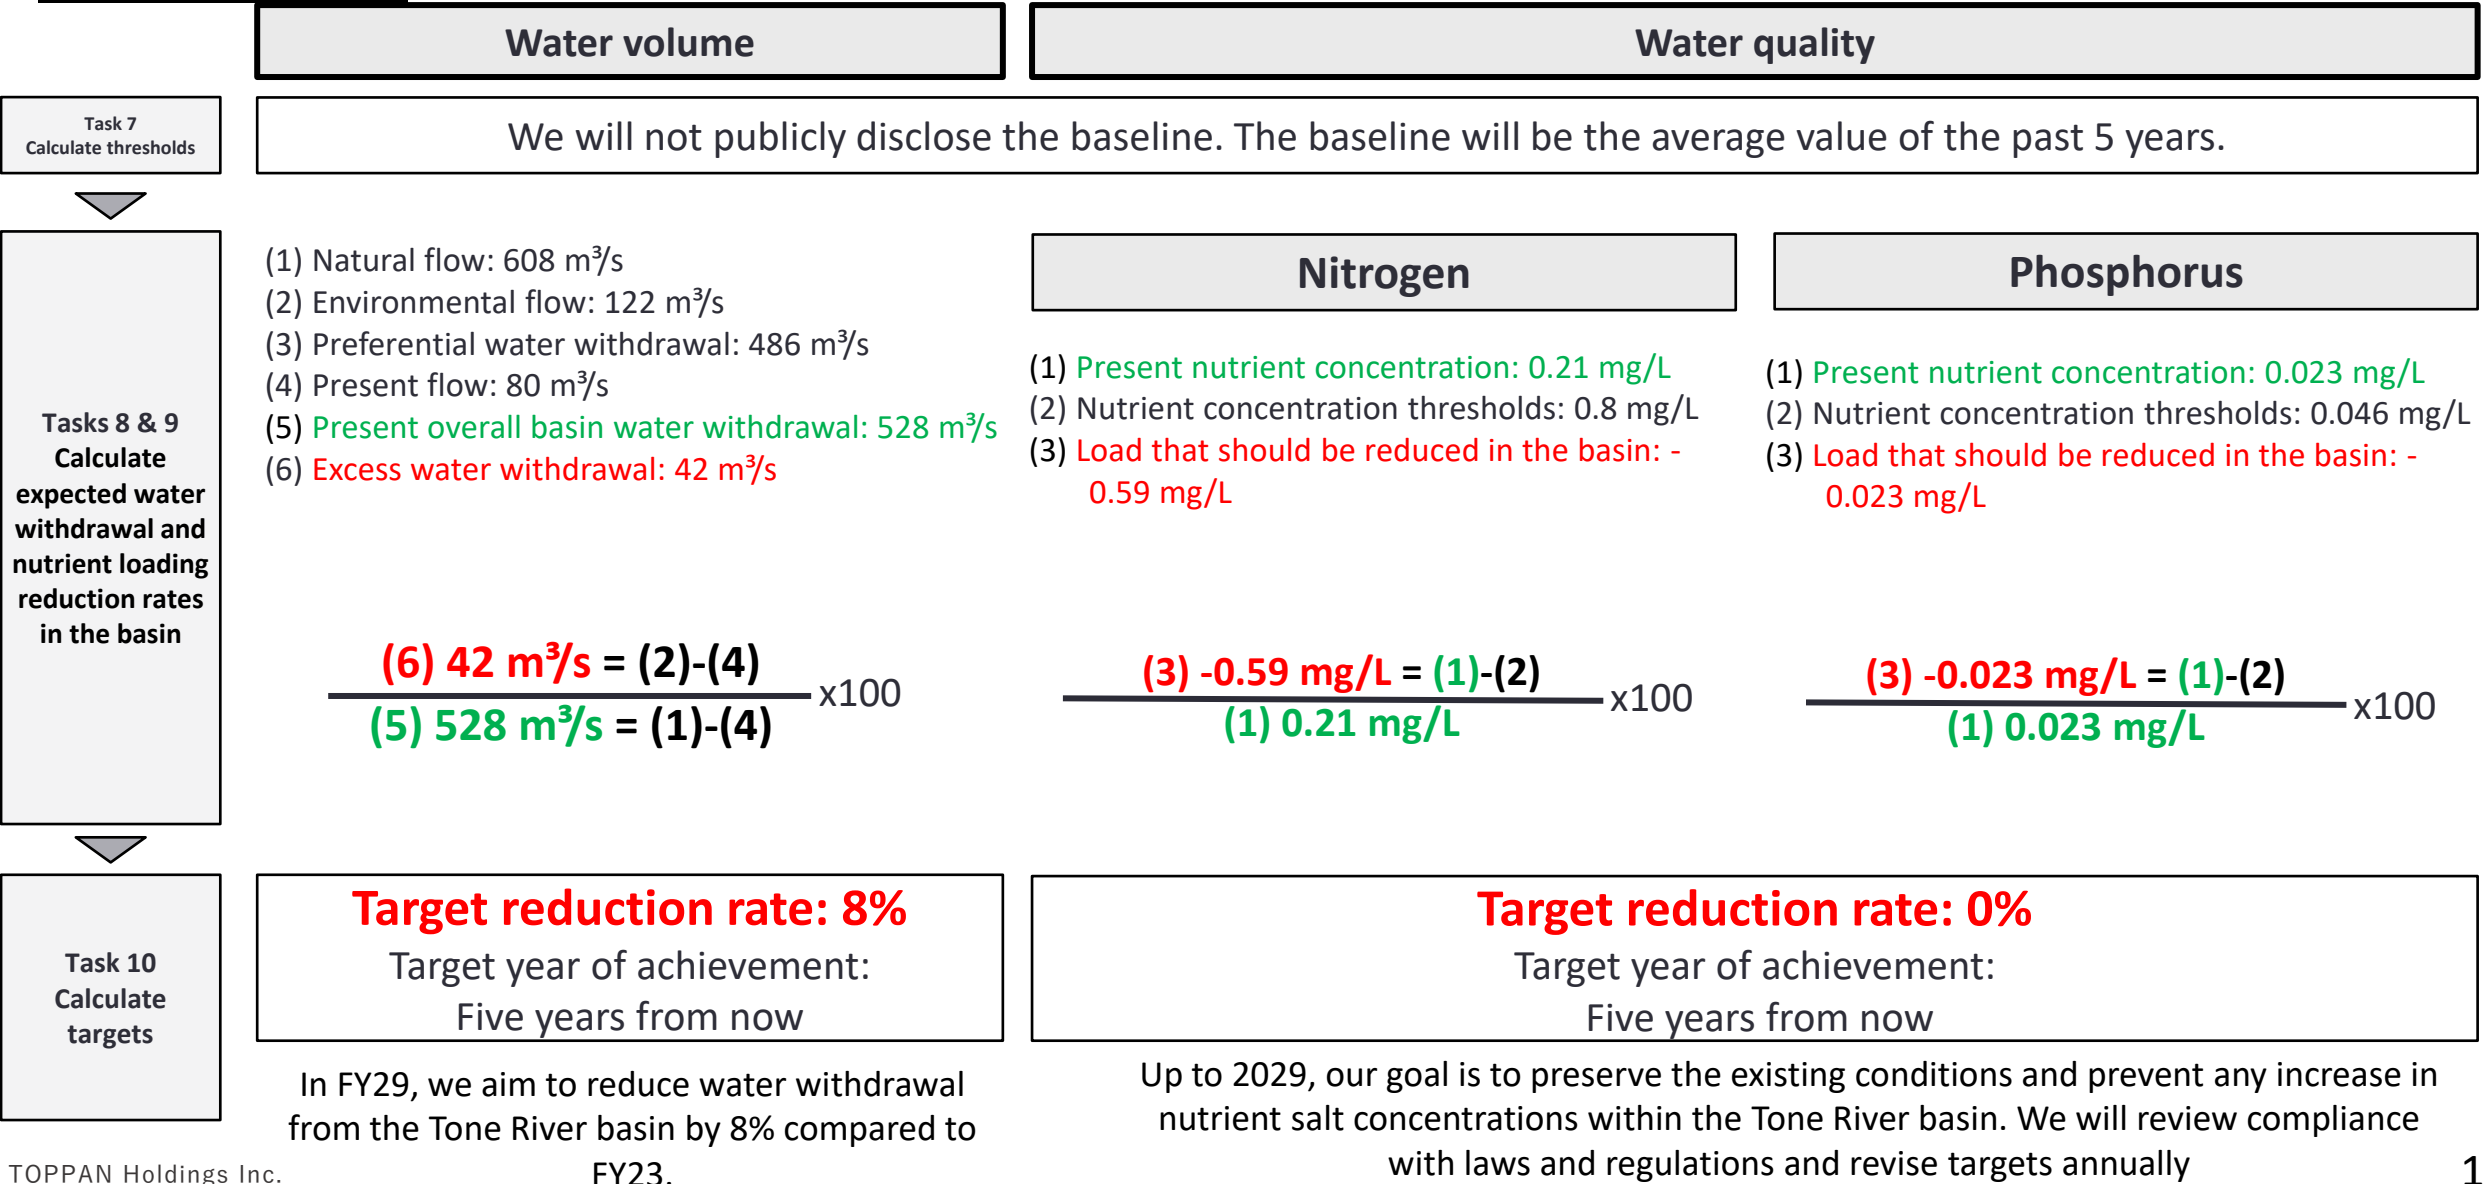 Water volume
Water quality
Task 7
Calculate thresholds
We will not publicly disclose the baseline. The baseline will be the average value of the past 5 years.
Tasks 8 & 9
Calculate
expected water
withdrawal and
nutrient loading
reduction rates
in the basin
(1) Natural flow: 608 m³/s
(2) Environmental flow: 122 m³/s
(3) Preferential water withdrawal: 486 m³/s
(4) Present flow: 80 m³/s
(5) Present overall basin water withdrawal: 528 m³/s
(6) Excess water withdrawal: 42 m³/s
(6) 42 m³/s = (2)-(4)
(5) 528 m³/s = (1)-(4)
x100
Nitrogen
(1) Present nutrient concentration: 0.21 mg/L
(2) Nutrient concentration thresholds: 0.8 mg/L
(3) Load that should be reduced in the basin: -
0.59 mg/L
(3) -0.59 mg/L = (1)-(2)
(1) 0.21 mg/L
x100
Phosphorus
(1) Present nutrient concentration: 0.023 mg/L
(2) Nutrient concentration thresholds: 0.046 mg/L
(3) Load that should be reduced in the basin: -
0.023 mg/L
(3) -0.023 mg/L = (1)-(2)
(1) 0.023 mg/L
x100
Task 10
Calculate
targets
Target reduction rate: 8%
Target year of achievement:
Five years from now
In FY29, we aim to reduce water withdrawal
from the Tone River basin by 8% compared to
FY23.
Target reduction rate: 0%
Target year of achievement:
Five years from now
Up to 2029, our goal is to preserve the existing conditions and prevent any increase in
nutrient salt concentrations within the Tone River basin. We will review compliance
with laws and regulations and revise targets annually
TOPPAN Holdings Inc.
1